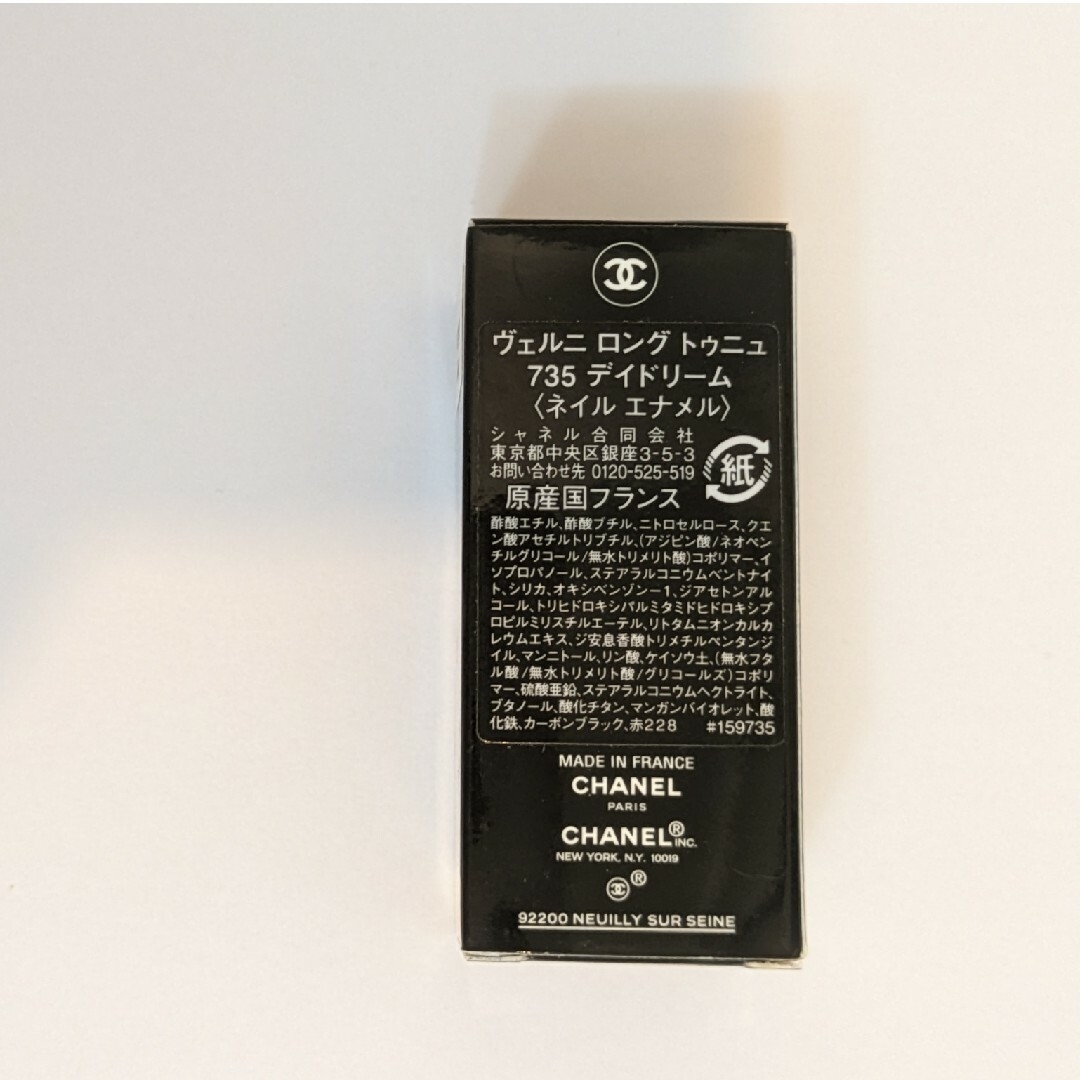 ヴェルニ ロング トゥニュ
735 デイドリーム
〈ネイル エナメル〉
シャネル合同会社
東京都中央区銀座3-5-3
お問い合わせ先 0120-525-519
紙
原産国フランス
酢酸エチル、酢酸ブチル、ニトロセルロース、クエ
ン酸アセチルトリブチル、(アジピン酸/ネオペン
チルグリコール/無水トリメリト酸)コポリマー、イ
ソプロパノール、ステアラルコニウムベントナイ
ト、シリカ、オキシベンゾン-1、ジアセトンアル
コール、トリヒドロキシパルミタミドヒドロキシプ
ロピルミリスチルエーテル、リトタムニオンカルカ
レウムエキス、ジ安息香酸トリメチルペンタンジ
イル、マンニトール、リン酸、ケイソウ土、(無水フタ
ル酸/無水トリメリト酸/グリコールズ)コポリ
マー、硫酸亜鉛、ステアラルコニウムヘクトライト、
ブタノール、酸化チタン、マンガンバイオレット、酸
化鉄、カーボンブラック、赤228 #159735
MADE IN FRANCE
CHANEL
PARIS
CHANEL® INC.
NEW YORK, N.Y. 10019
®
92200 NEUILLY SUR SEINE